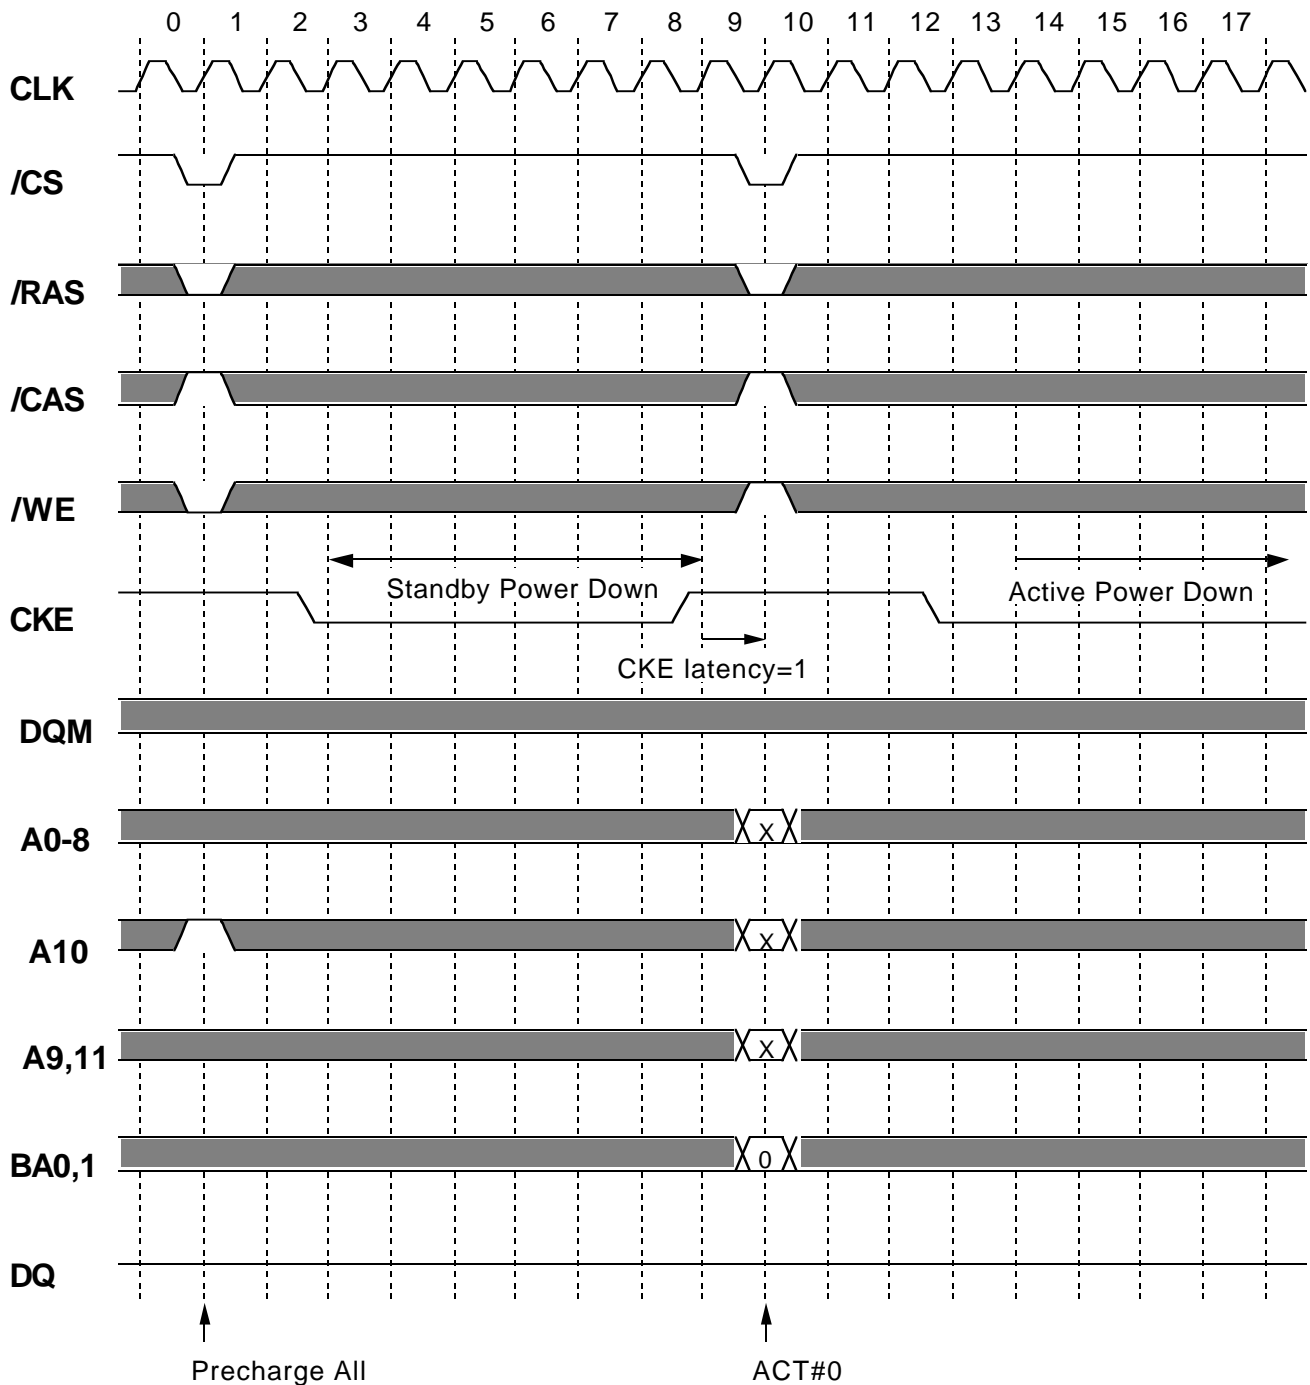 0 1 2 3 4 5 6 7 8 9 10 11 12 13 14 15 16 17
CLK
/CS
/RAS
/CAS
/WE
Standby Power Down
Active Power Down
CKE
CKE latency=1
DQM
A0-8
X
A10
X
A9,11
X
BA0,1
0
DQ
Precharge All
ACT#0